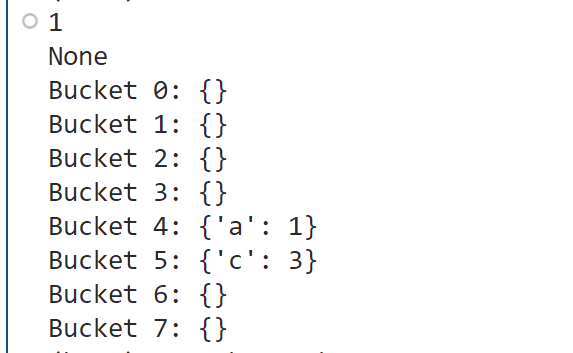 1
None
Bucket 0: {}
Bucket 1: {}
Bucket 2: {}
Bucket 3: {}
Bucket 4: {'a': 1}
Bucket 5: {'c': 3}
Bucket 6: {}
Bucket 7: {}